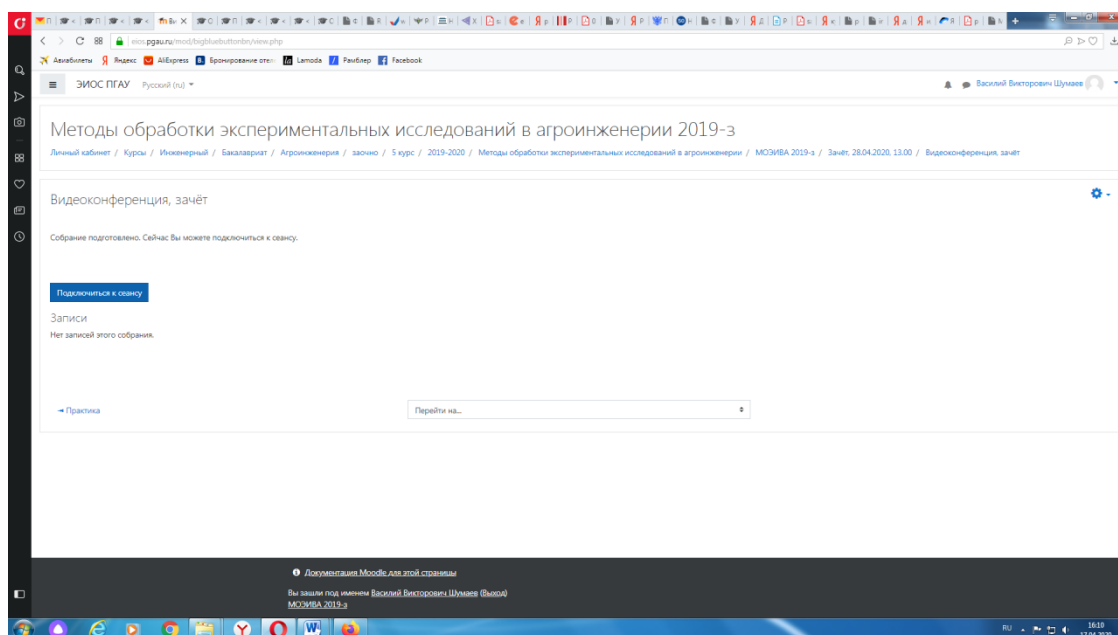 eios.pgau.ru/mod/bigbluebuttonbn/view.php
Авиабилеты Яндекс AliExpress Бронирование отел Lamoda Рамблер Facebook
ЭИОС ПГАУ Русский (ru) Василий Викторович Шумаев
Методы обработки экспериментальных исследований в агроинженерии 2019-з
Личный кабинет / Курсы / Инженерный / Бакалавриат / Агроинженерия / заочно / 5 курс / 2019-2020 / Методы обработки экспериментальных исследований в агроинженерии / МОЭИВА 2019-з / Зачёт, 28.04.2020, 13.00 / Видеоконференция, зачёт
Видеоконференция, зачёт
Собрание подготовлено. Сейчас Вы можете подключиться к сеансу.
Подключиться к сеансу
Записи
Нет записей этого собрания.
Практика
Перейти на...
Документация Moodle для этой страницы
Вы зашли под именем Василий Викторович Шумаев (Выход)
МОЭИВА 2019-з
RU 16:10
17.04.2020